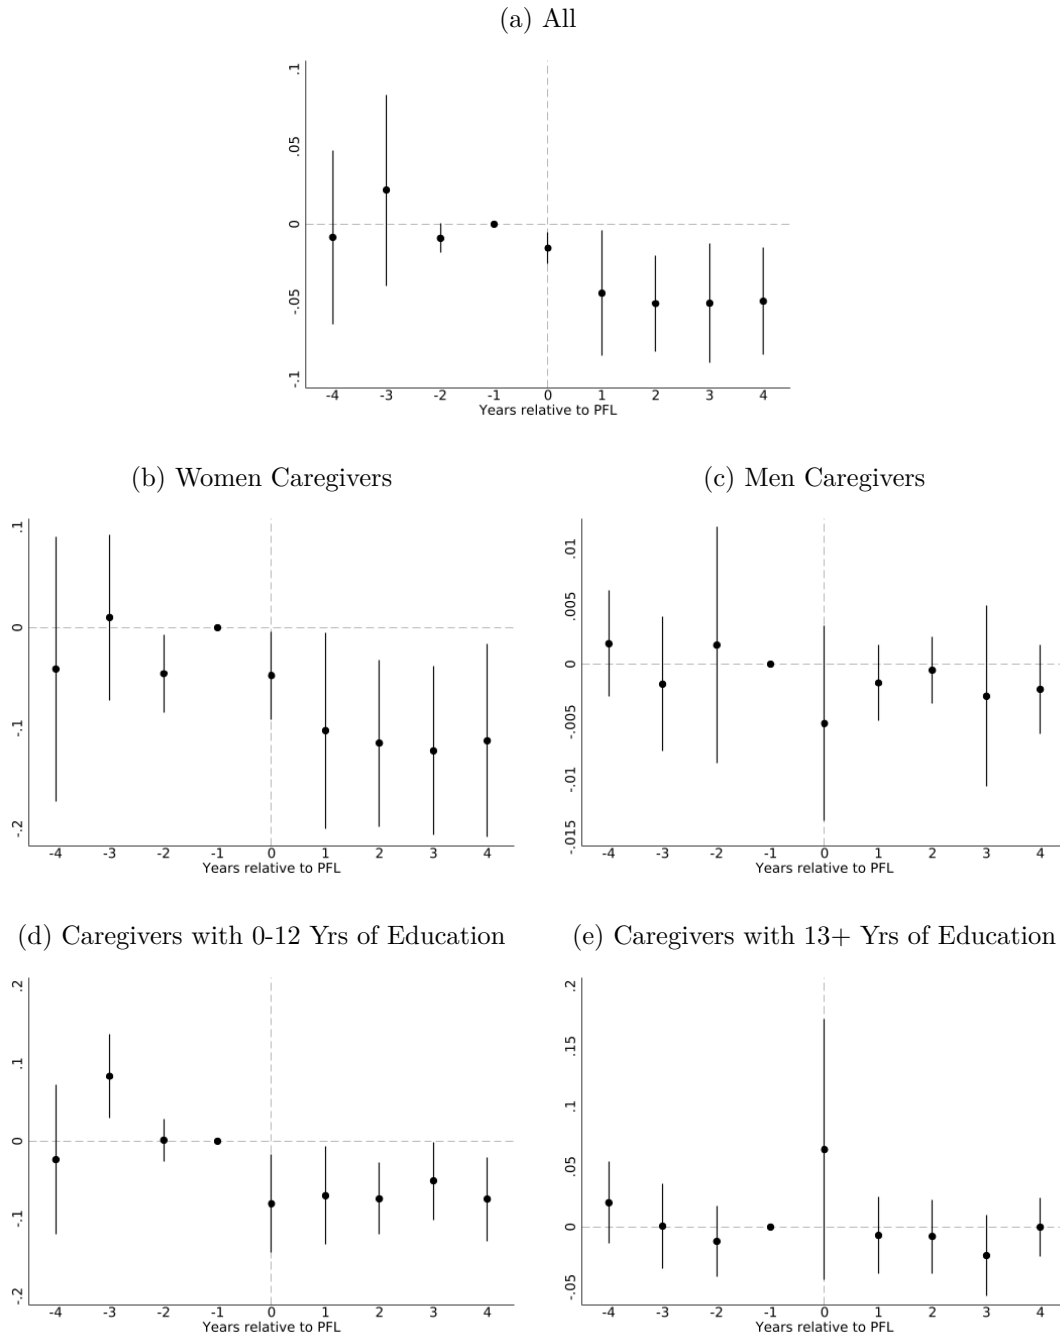 (a) All
.1
.05
0
-.05
-.1
-4 -3 -2 -1 0 1 2 3 4
Years relative to PFL
(b) Women Caregivers
.1
0
-.1
-.2
-4 -3 -2 -1 0 1 2 3 4
Years relative to PFL
(c) Men Caregivers
.01
.005
0
-.005
-.01
-.015
-4 -3 -2 -1 0 1 2 3 4
Years relative to PFL
(d) Caregivers with 0-12 Yrs of Education
.2
.1
0
-.1
-.2
-4 -3 -2 -1 0 1 2 3 4
Years relative to PFL
(e) Caregivers with 13+ Yrs of Education
.2
.15
.1
.05
0
-.05
-4 -3 -2 -1 0 1 2 3 4
Years relative to PFL